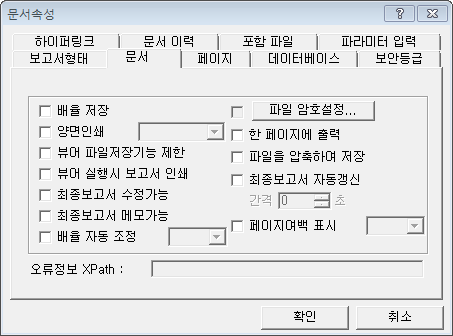 문서속성
하이퍼링크 문서 이력 포함 파일 파라미터 입력
보고서형태 문서 페이지 데이터베이스 보안등급
배율 저장
파일 암호설정...
양면인쇄
한 페이지에 출력
뷰어 파일저장기능 제한
파일을 압축하여 저장
뷰어 실행시 보고서 인쇄
최종보고서 자동갱신
최종보고서 수정가능
간격 0 초
최종보고서 메모가능
페이지여백 표시
배율 자동 조정
오류정보 XPath :
확인 취소